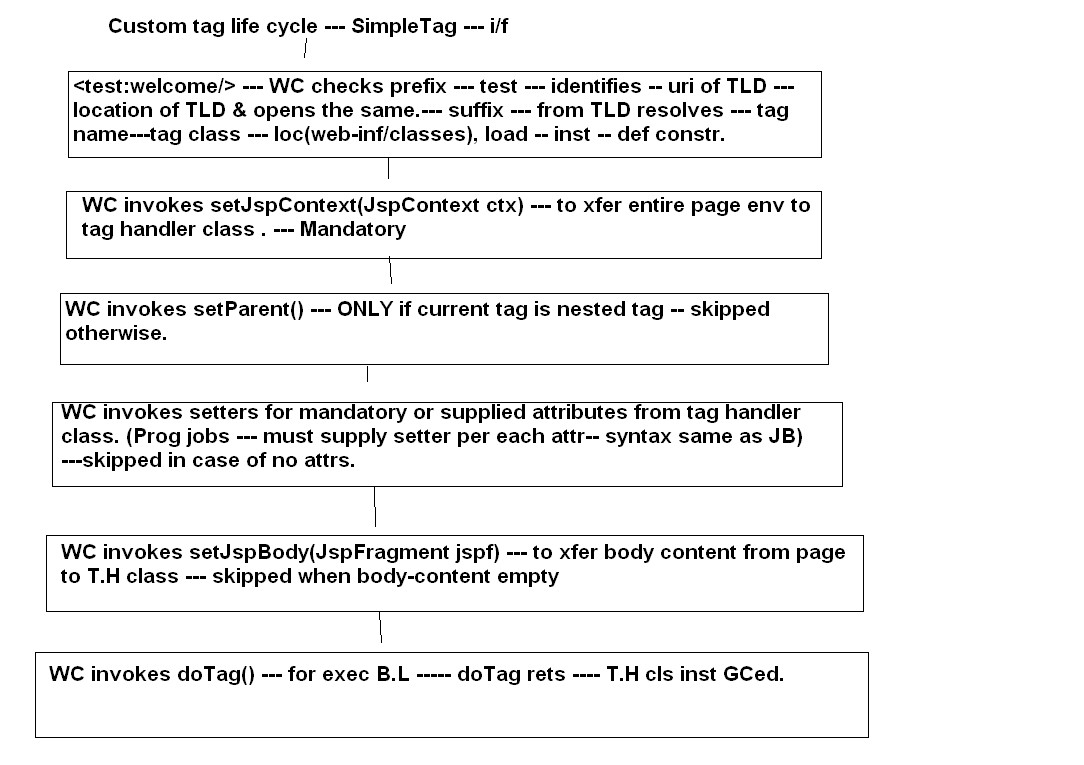 Custom tag life cycle --- SimpleTag --- i/f
<test:welcome/> --- WC checks prefix --- test --- identifies -- uri of TLD ---
location of TLD & opens the same.--- suffix --- from TLD resolves --- tag
name---tag class --- loc(web-inf/classes), load -- inst -- def constr.
WC invokes setJspContext(JspContext ctx) --- to xfer entire page env to
tag handler class . --- Mandatory
WC invokes setParent() --- ONLY if current tag is nested tag -- skipped
otherwise.
WC invokes setters for mandatory or supplied attributes from tag handler
class. (Prog jobs --- must supply setter per each attr-- syntax same as JB)
---skipped in case of no attrs.
WC invokes setJspBody(JspFragment jspf) --- to xfer body content from page
to T.H class --- skipped when body-content empty
WC invokes doTag() --- for exec B.L ----- doTag rets ---- T.H cls inst GCed.